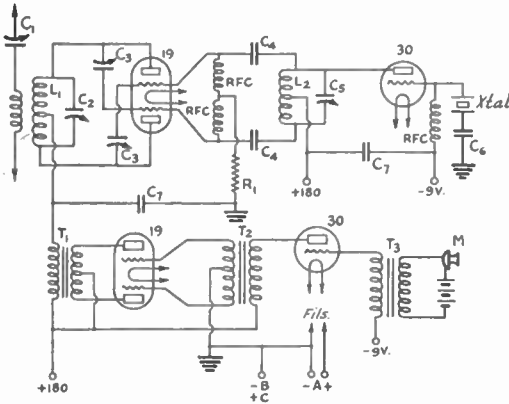 C1
19
C4
30
C3
L1
C2
RFC
L2
C5
Xtal
RFC
C3
C4
RFC
C6
R1
C7
+180
-9V.
C7
T1
19
T2
30
T3
M
Fils.
-9V.
+180
-B
+C
-A+